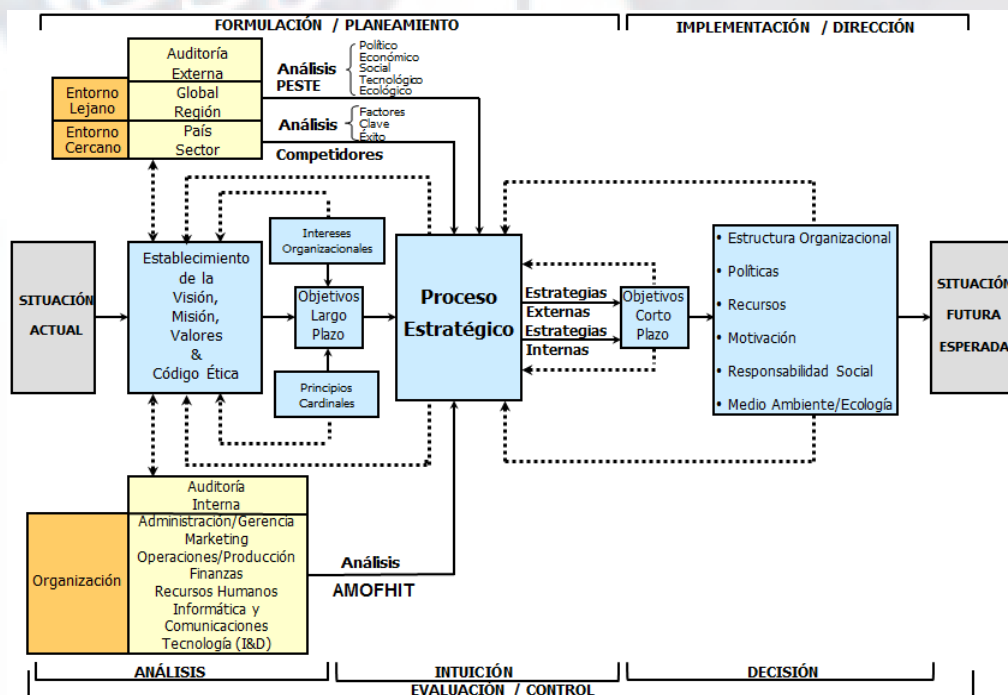 FORMULACIÓN / PLANEAMIENTO
IMPLEMENTACIÓN / DIRECCIÓN
Auditoría
Externa
Entorno
Lejano
Global
Región
Entorno
Cercano
País
Sector
Análisis
PESTE
Político
Económico
Social
Tecnológico
Ecológico
Análisis
Factores
Clave
Éxito
Competidores
SITUACIÓN
ACTUAL
Establecimiento
de la
Visión,
Misión,
Valores
&
Código Ética
Intereses
Organizacionales
Objetivos
Largo
Plazo
Principios
Cardinales
Proceso
Estratégico
Estrategias
Externas
Estrategias
Internas
Objetivos
Corto
Plazo
• Estructura Organizacional
• Políticas
• Recursos
• Motivación
• Responsabilidad Social
• Medio Ambiente/Ecología
SITUACIÓN
FUTURA
ESPERADA
Auditoría
Interna
Organización
Administración/Gerencia
Marketing
Operaciones/Producción
Finanzas
Recursos Humanos
Informática y
Comunicaciones
Tecnología (I&D)
Análisis
AMOFHIT
ANÁLISIS
INTUICIÓN
DECISIÓN
EVALUACIÓN / CONTROL